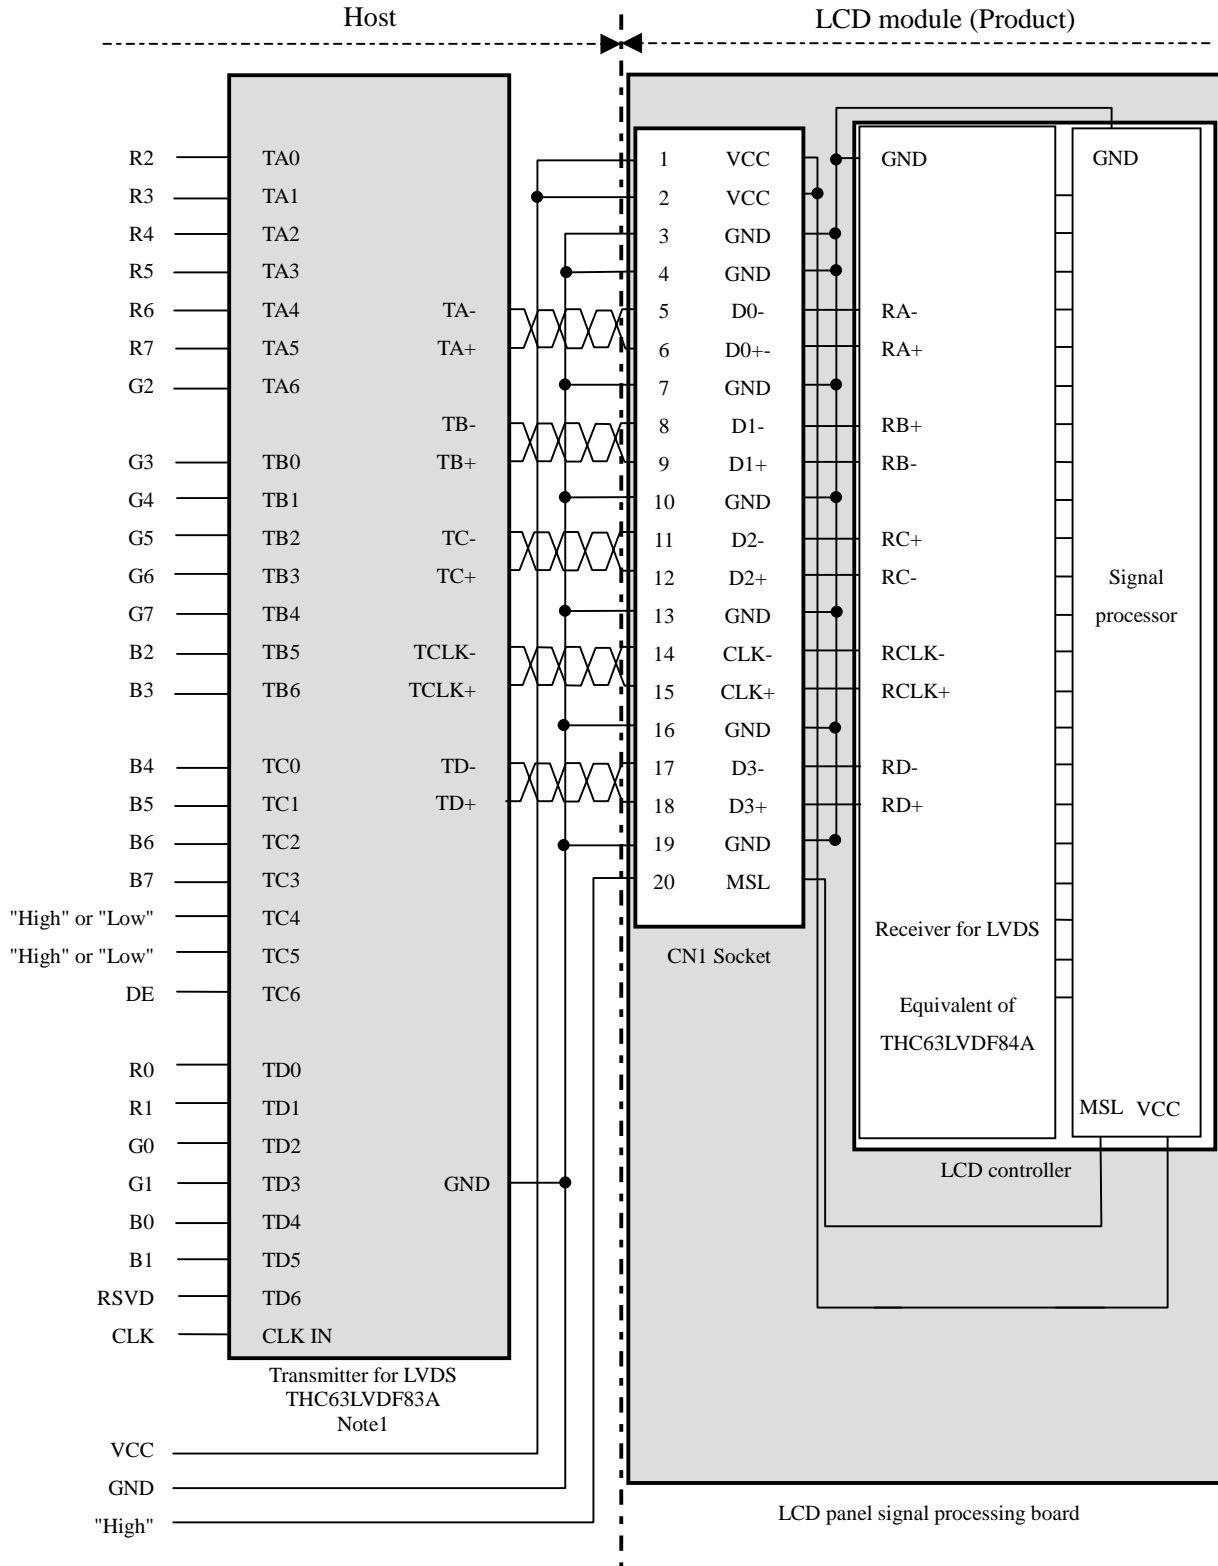 Host LCD module (Product)
R2 TA0 1 VCC GND GND
R3 TA1 2 VCC
R4 TA2 3 GND
R5 TA3 4 GND
R6 TA4 TA- 5 D0- RA-
R7 TA5 TA+ 6 D0+- RA+
G2 TA6 7 GND
TB- 8 D1- RB+
G3 TB0 TB+ 9 D1+ RB-
G4 TB1 10 GND
G5 TB2 TC- 11 D2- RC+
G6 TB3 TC+ 12 D2+ RC- Signal
G7 TB4 13 GND processor
B2 TB5 TCLK- 14 CLK- RCLK-
B3 TB6 TCLK+ 15 CLK+ RCLK+
16 GND
B4 TC0 TD- 17 D3- RD-
B5 TC1 TD+ 18 D3+ RD+
B6 TC2 19 GND
B7 TC3 20 MSL
"High" or "Low" TC4 Receiver for LVDS
"High" or "Low" TC5 CN1 Socket
DE TC6 Equivalent of
THC63LVDF84A
R0 TD0
R1 TD1 MSL VCC
G0 TD2
G1 TD3 GND LCD controller
B0 TD4
B1 TD5
RSVD TD6
CLK CLK IN
Transmitter for LVDS
THC63LVDF83A
Note1
VCC
GND
"High" LCD panel signal processing board